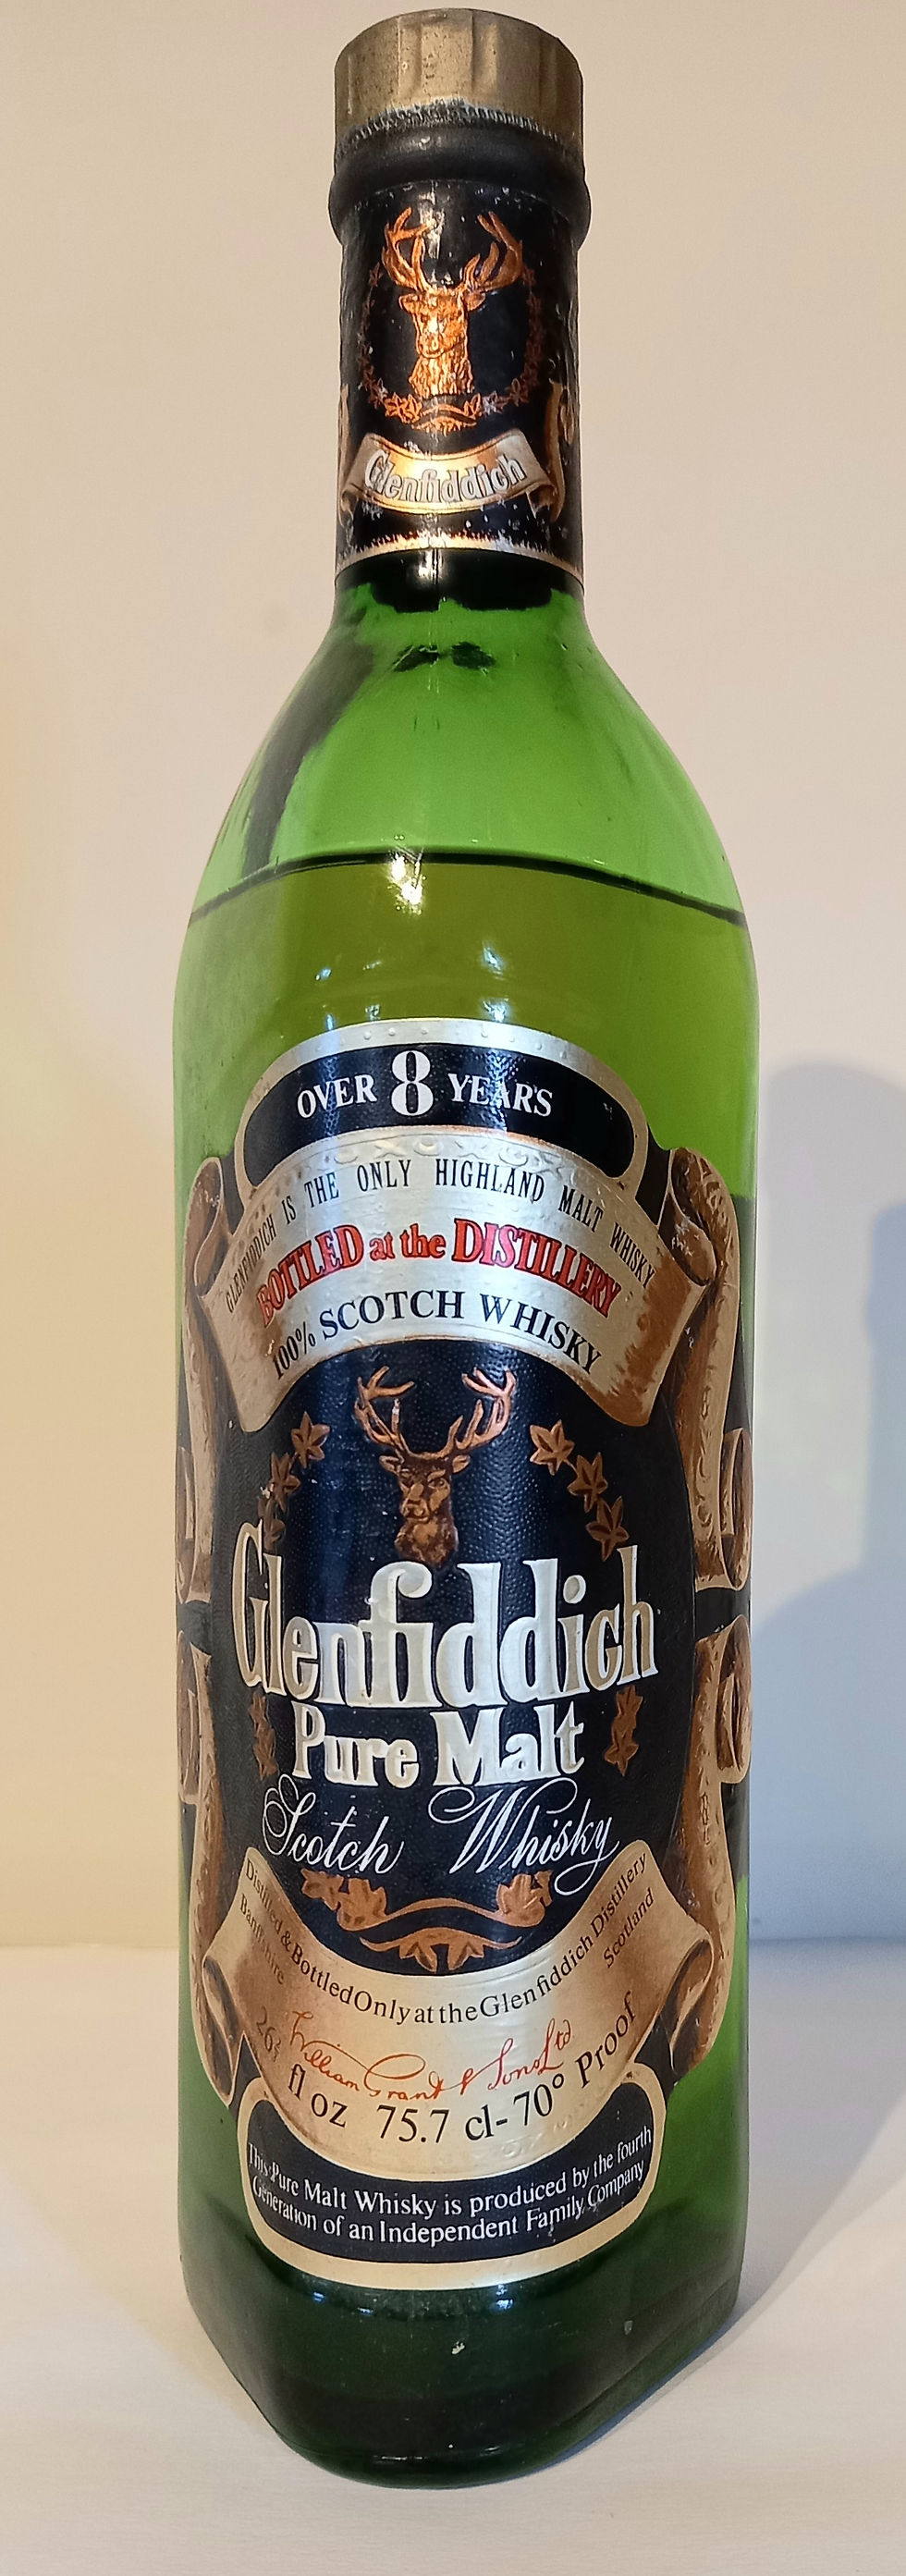 Glenfiddich
OVER 8 YEARS
GLENFIDDICH IS THE ONLY HIGHLAND MALT WHISKY
BOTTLED at the DISTILLERY
100% SCOTCH WHISKY
Glenfiddich
Pure Malt
Scotch Whisky
Distilled & Bottled Only at the Glenfiddich Distillery
Banffshire Scotland
William Grant & Sons Ltd
26⅔ fl oz 75.7 cl - 70° Proof
This Pure Malt Whisky is produced by the fourth
Generation of an Independent Family Company